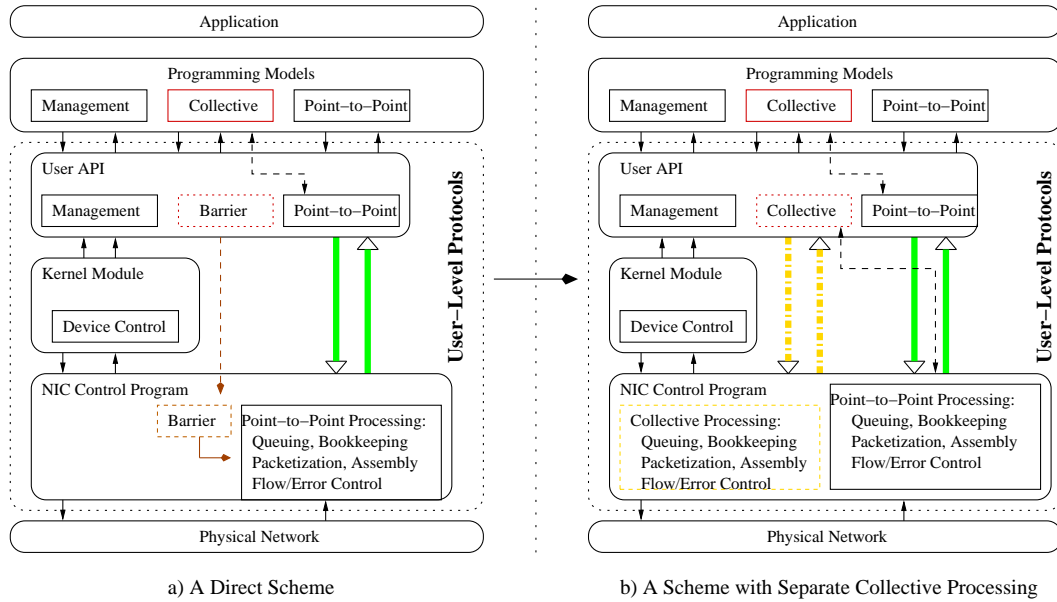 Application
Programming Models
Management
Collective
Point−to−Point
User API
Management
Barrier
Point−to−Point
Kernel Module
Device Control
User−Level Protocols
NIC Control Program
Barrier
Point−to−Point Processing:
Queuing, Bookkeeping
Packetization, Assembly
Flow/Error Control
Physical Network
a) A Direct Scheme
Application
Programming Models
Management
Collective
Point−to−Point
User API
Management
Collective
Point−to−Point
Kernel Module
Device Control
User−Level Protocols
NIC Control Program
Collective Processing:
Queuing, Bookkeeping
Packetization, Assembly
Flow/Error Control
Point−to−Point Processing:
Queuing, Bookkeeping
Packetization, Assembly
Flow/Error Control
Physical Network
b) A Scheme with Separate Collective Processing